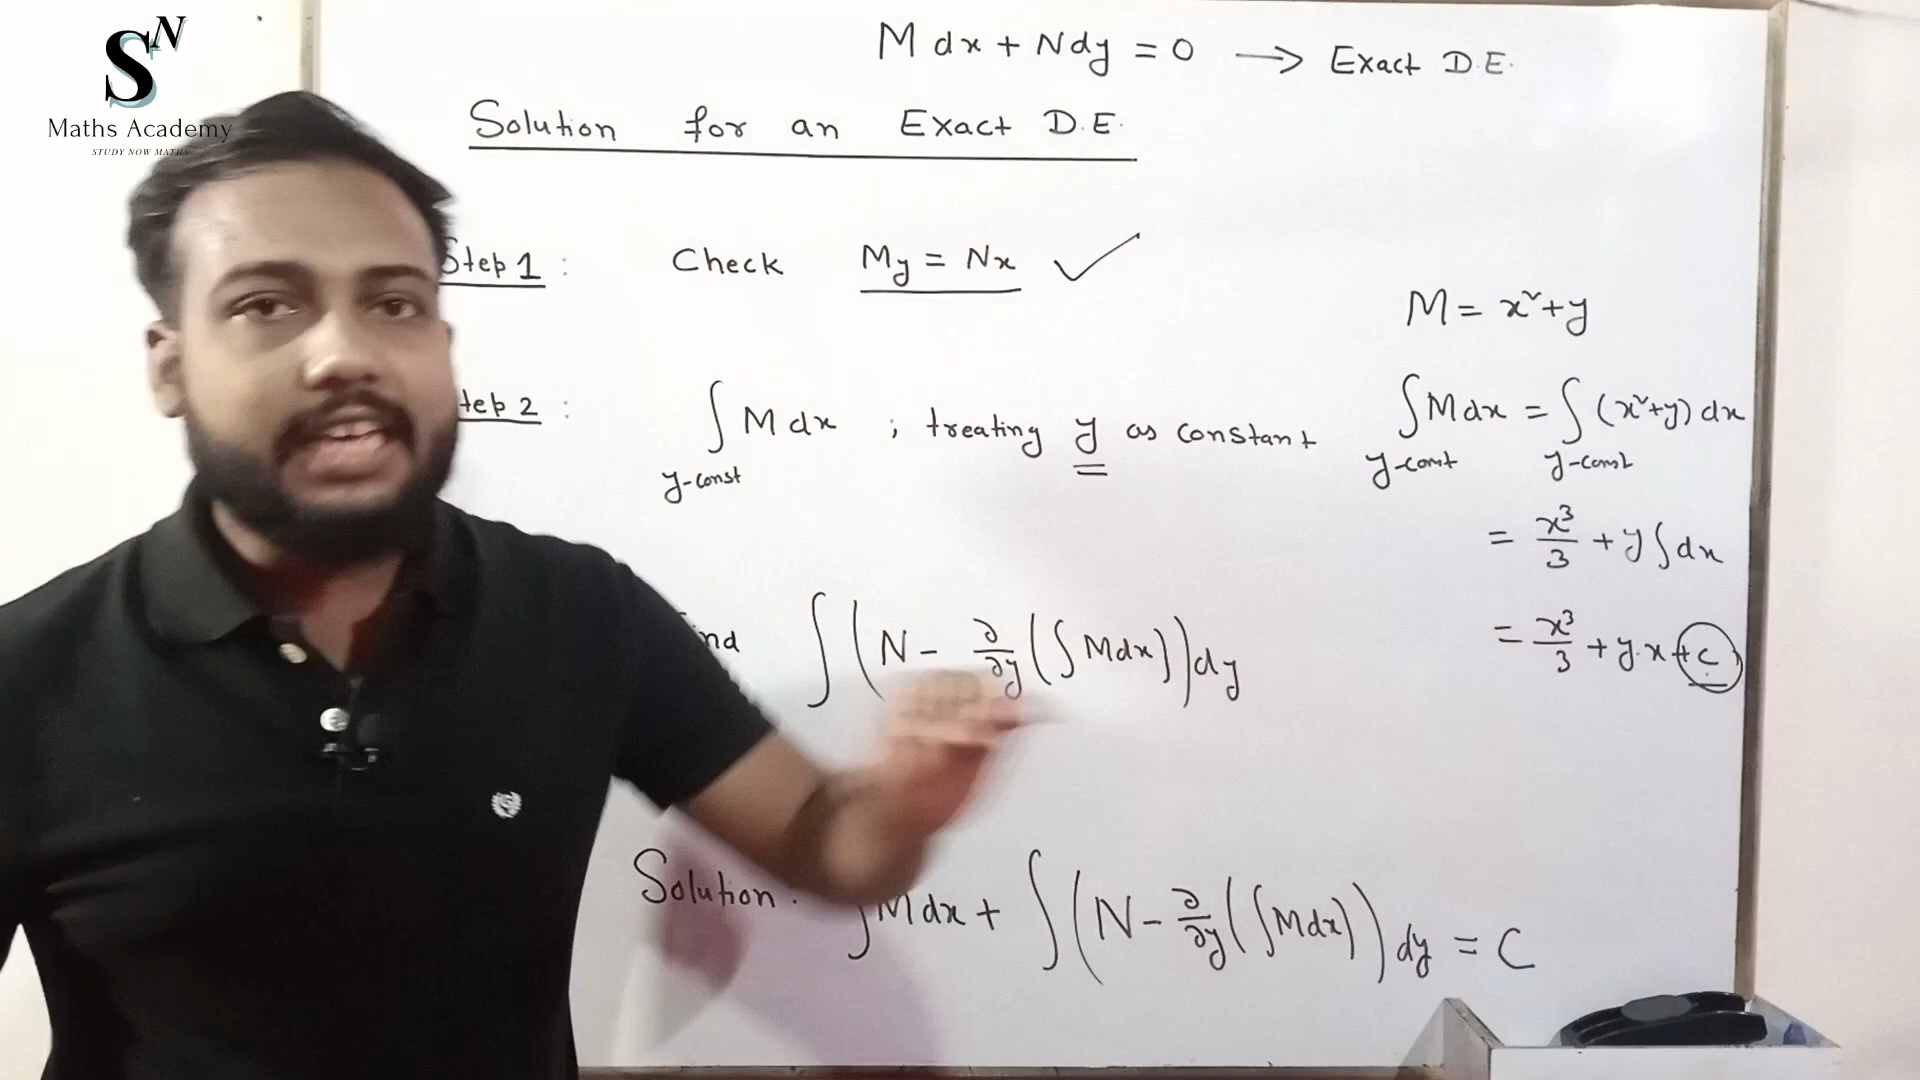 SN
Maths Academy
STUDY NOW MATHS
M dx + N dy = 0 → Exact D.E.
Solution for an Exact D.E.
Step 1 : Check My = Nx ✓
tep 2 : ∫ M dx ; treating y as constant
y-const
nd ∫ (N - ∂/∂y (∫ M dx)) dy
Solution: ∫ M dx + ∫ (N - ∂/∂y (∫ M dx)) dy = C
M = x² + y
∫ M dx = ∫ (x² + y) dx
y-const y-const
= x³/3 + y ∫ dx
= x³/3 + y.x + c